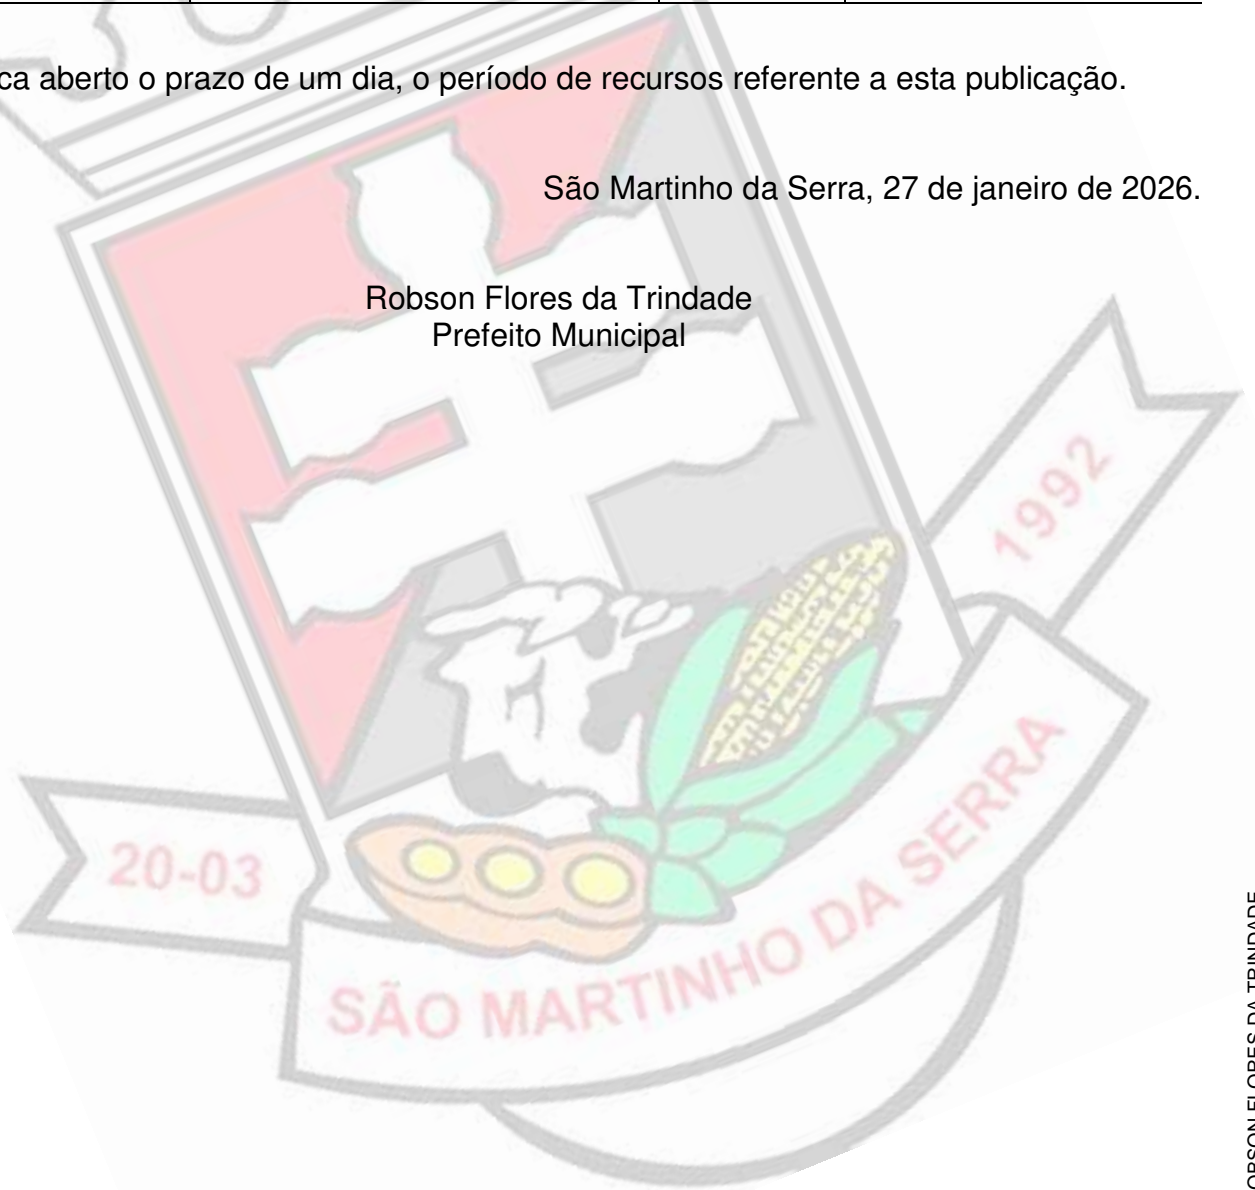 ca aberto o prazo de um dia, o período de recursos referente a esta publicação.
São Martinho da Serra, 27 de janeiro de 2026.
Robson Flores da Trindade
Prefeito Municipal
1992
20-03
SÃO MARTINHO DA SERRA
OBSON FLORES DA TRINDADE